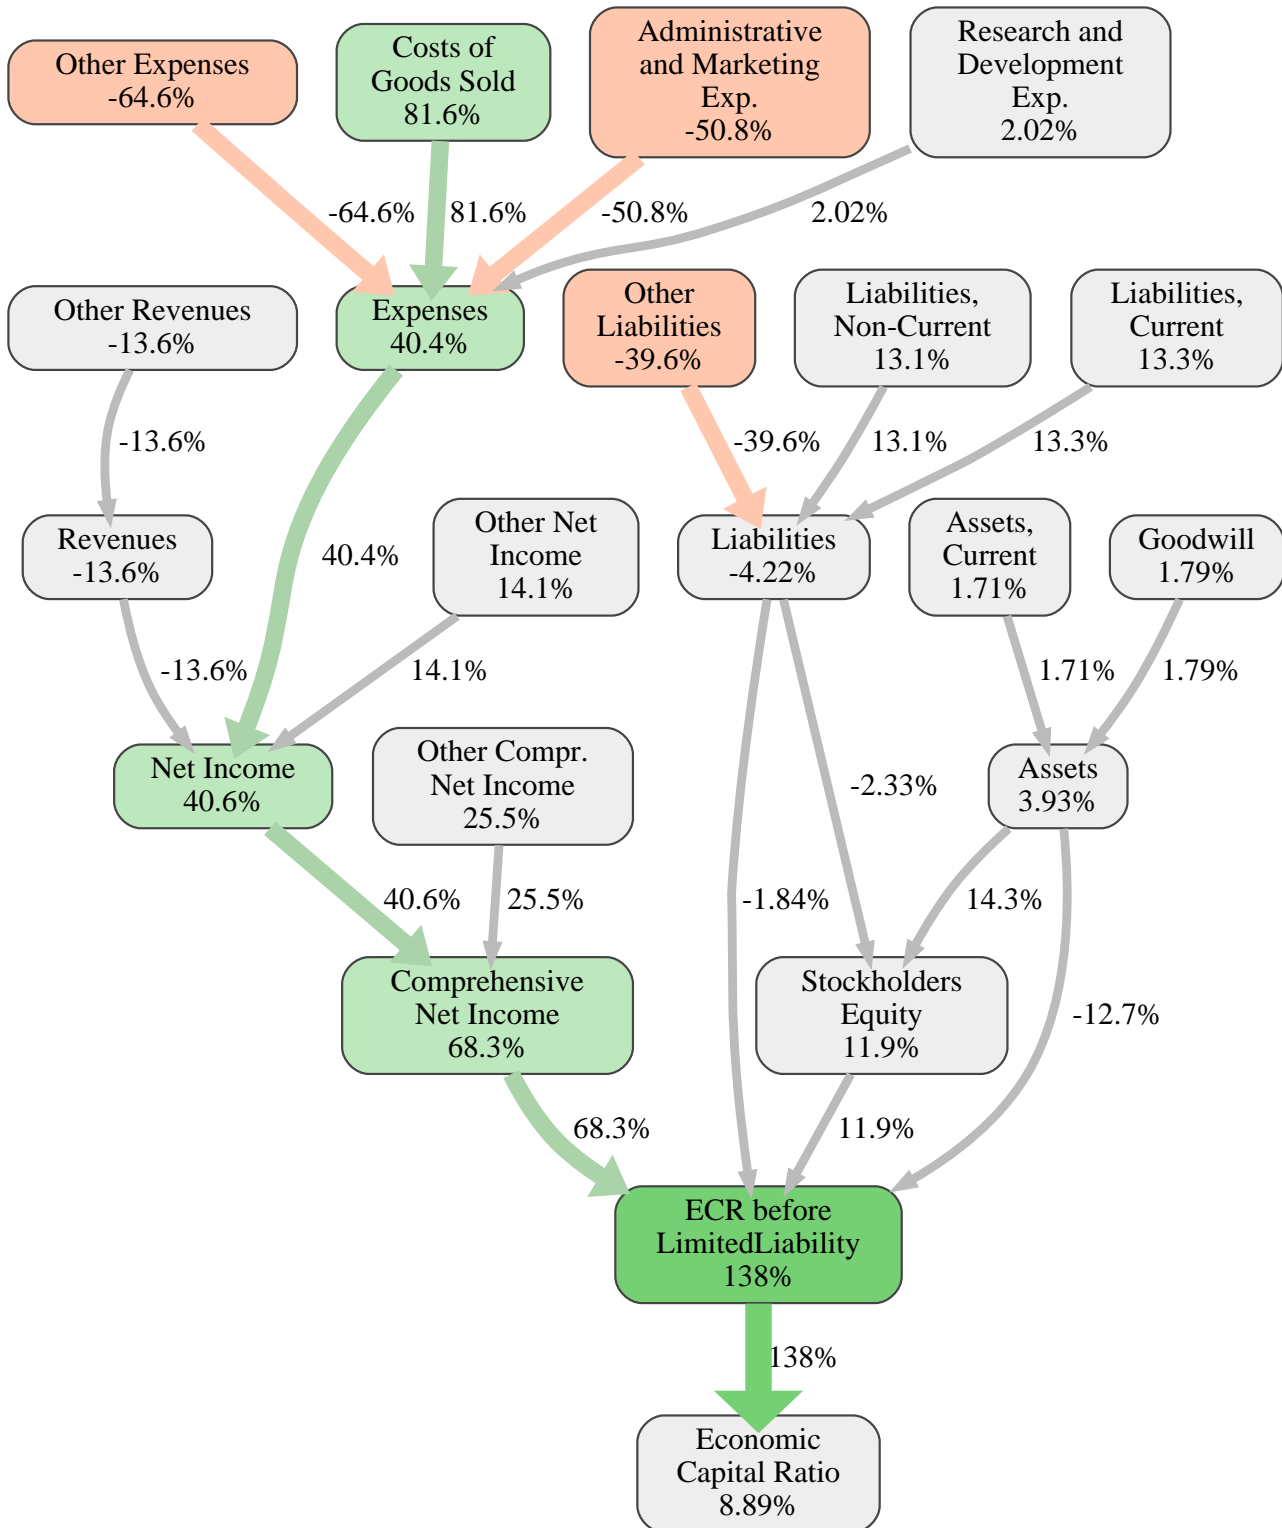 Other Expenses
-64.6%
Costs of
Goods Sold
81.6%
Administrative
and Marketing
Exp.
-50.8%
Research and
Development
Exp.
2.02%
-64.6%
81.6%
-50.8%
2.02%
Other Revenues
-13.6%
Expenses
40.4%
Other
Liabilities
-39.6%
Liabilities,
Non-Current
13.1%
Liabilities,
Current
13.3%
-13.6%
-39.6%
13.1%
13.3%
Revenues
-13.6%
40.4%
Other Net
Income
14.1%
Liabilities
-4.22%
Assets,
Current
1.71%
Goodwill
1.79%
-13.6%
14.1%
1.71%
1.79%
Net Income
40.6%
Other Compr.
Net Income
25.5%
-2.33%
Assets
3.93%
40.6%
25.5%
-1.84%
14.3%
Comprehensive
Net Income
68.3%
Stockholders
Equity
11.9%
-12.7%
68.3%
11.9%
ECR before
LimitedLiability
138%
138%
Economic
Capital Ratio
8.89%